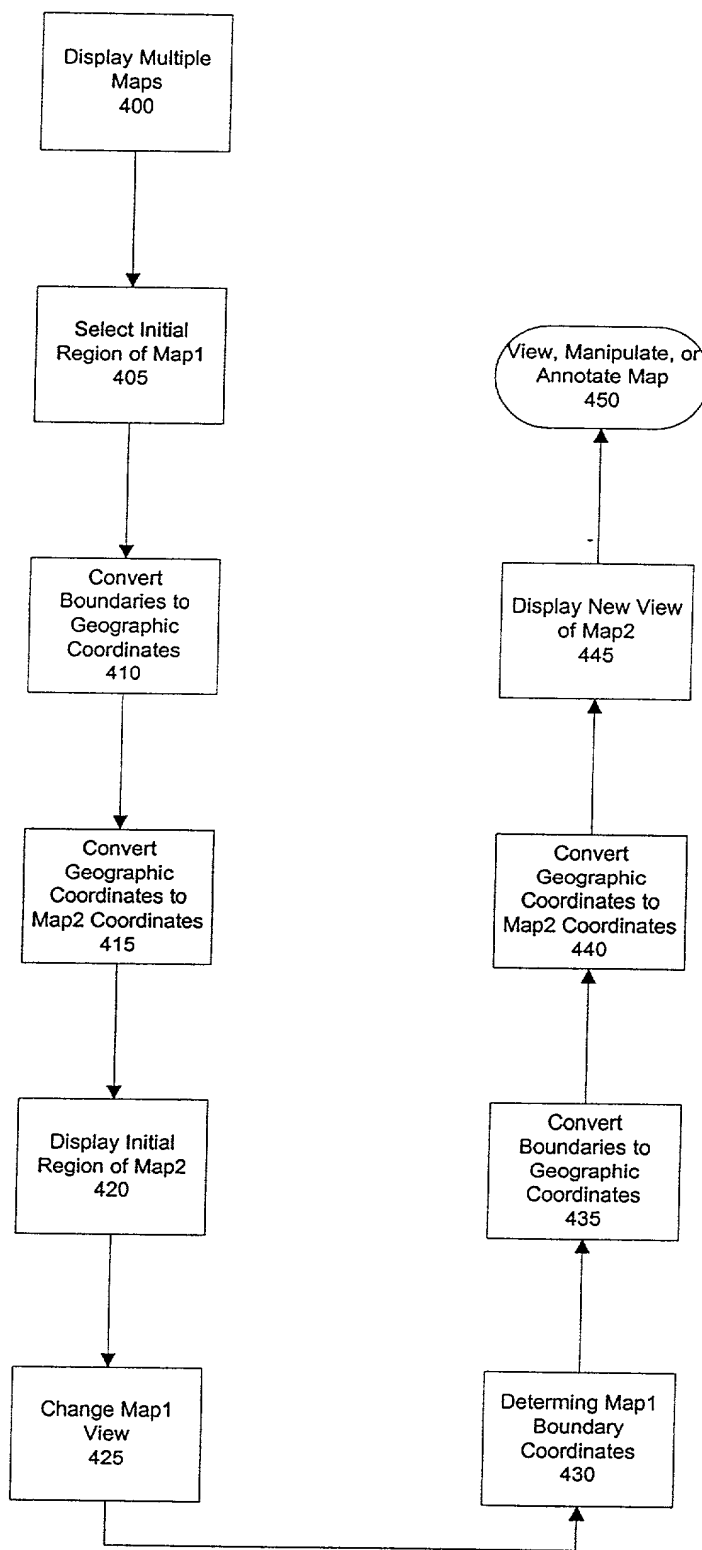 Display Multiple
Maps
400
Select Initial
Region of Map1
405
Convert
Boundaries to
Geographic
Coordinates
410
Convert
Geographic
Coordinates to
Map2 Coordinates
415
Display Initial
Region of Map2
420
Change Map1
View
425
Determing Map1
Boundary
Coordinates
430
Convert
Boundaries to
Geographic
Coordinates
435
Convert
Geographic
Coordinates to
Map2 Coordinates
440
Display New View
of Map2
445
View, Manipulate, or
Annotate Map
450